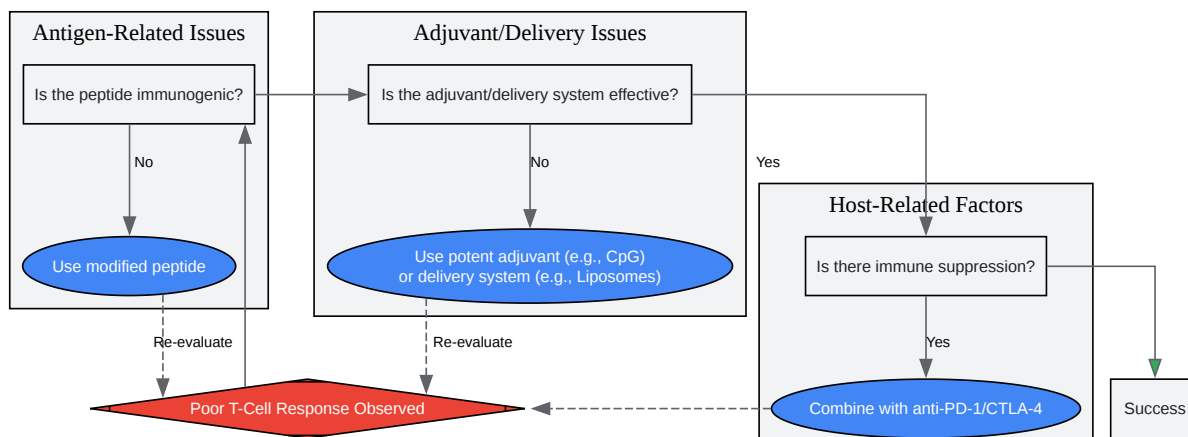 Antigen-Related Issues
Is the peptide immunogenic?
No
Use modified peptide
Re-evaluate
Adjuvant/Delivery Issues
Is the adjuvant/delivery system effective?
No
Use potent adjuvant (e.g., CpG)
or delivery system (e.g., Liposomes)
Re-evaluate
Yes
Host-Related Factors
Is there immune suppression?
Yes
Combine with anti-PD-1/CTLA-4
Poor T-Cell Response Observed
Success